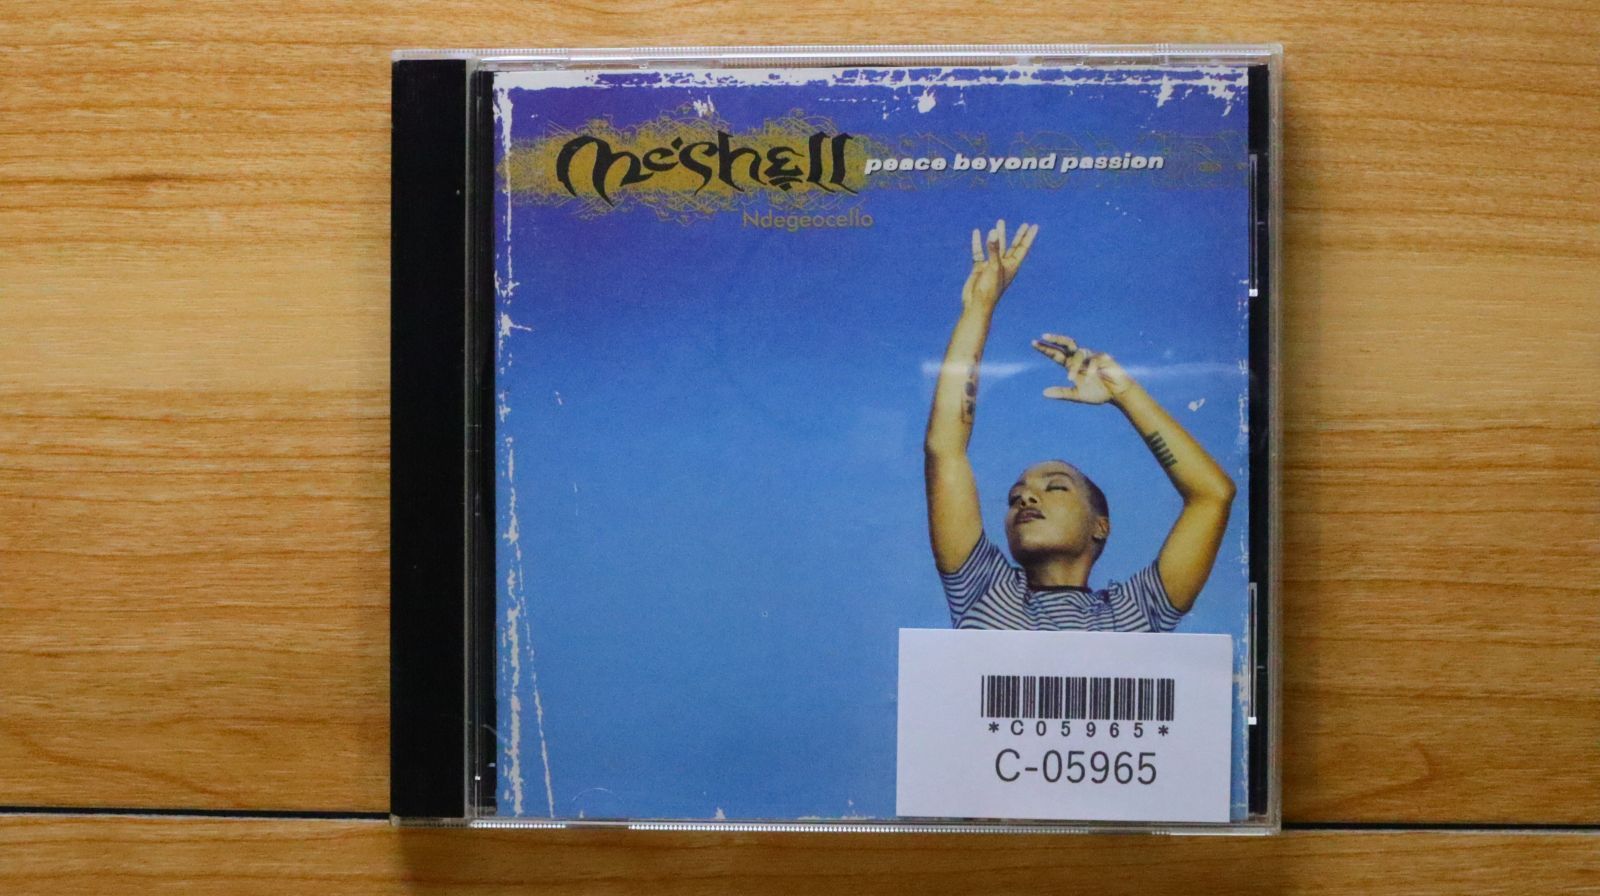 Me'shell peace beyond passion
Ndegeocello
*C05965*
C-05965